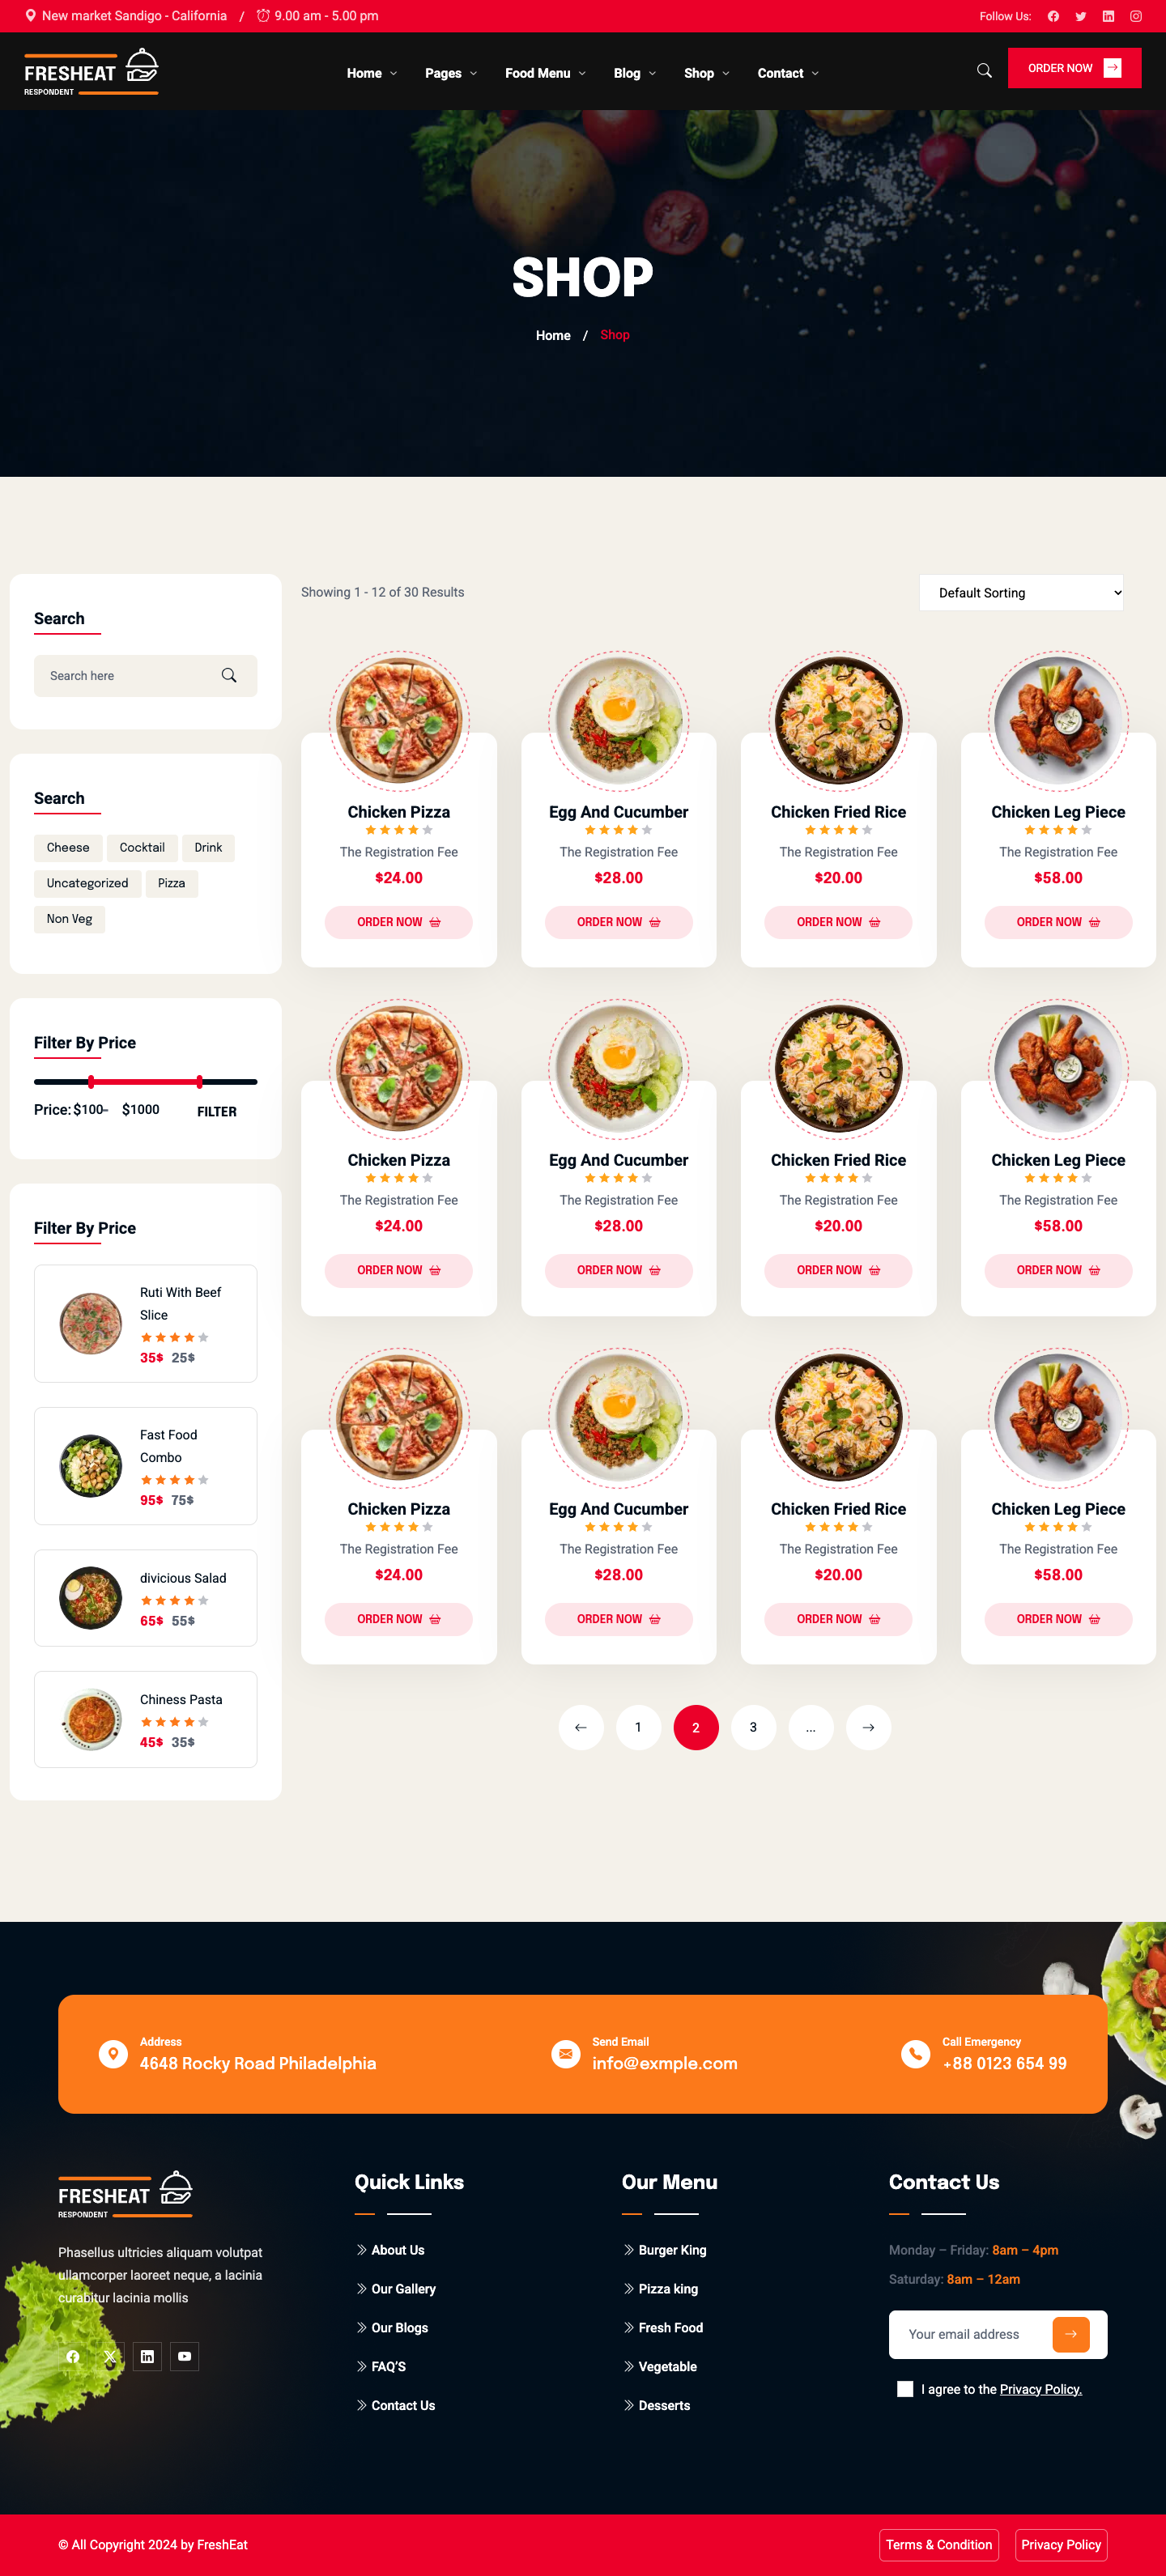 New market Sandigo - California / 9.00 am - 5.00 pm
Follow Us:
FRESHEAT
RESPONDENT
Home Pages Food Menu Blog Shop Contact
ORDER NOW
SHOP
Home / Shop
Search
Search here
Search
Cheese Cocktail Drink
Uncategorized Pizza
Non Veg
Filter By Price
Price: $100– $1000 FILTER
Filter By Price
Ruti With Beef
Slice
35$ 25$
Fast Food
Combo
95$ 75$
divicious Salad
65$ 55$
Chiness Pasta
45$ 35$
Showing 1 - 12 of 30 Results
Default Sorting
Chicken Pizza Egg And Cucumber Chicken Fried Rice Chicken Leg Piece
The Registration Fee The Registration Fee The Registration Fee The Registration Fee
$24.00 $28.00 $20.00 $58.00
ORDER NOW ORDER NOW ORDER NOW ORDER NOW
Chicken Pizza Egg And Cucumber Chicken Fried Rice Chicken Leg Piece
The Registration Fee The Registration Fee The Registration Fee The Registration Fee
$24.00 $28.00 $20.00 $58.00
ORDER NOW ORDER NOW ORDER NOW ORDER NOW
Chicken Pizza Egg And Cucumber Chicken Fried Rice Chicken Leg Piece
The Registration Fee The Registration Fee The Registration Fee The Registration Fee
$24.00 $28.00 $20.00 $58.00
ORDER NOW ORDER NOW ORDER NOW ORDER NOW
1 2 3 ...
Address
4648 Rocky Road Philadelphia
Send Email
info@exmple.com
Call Emergency
+88 0123 654 99
FRESHEAT
RESPONDENT
Phasellus ultricies aliquam volutpat
ullamcorper laoreet neque, a lacinia
curabitur lacinia mollis
Quick Links
About Us
Our Gallery
Our Blogs
FAQ'S
Contact Us
Our Menu
Burger King
Pizza king
Fresh Food
Vegetable
Desserts
Contact Us
Monday – Friday: 8am – 4pm
Saturday: 8am – 12am
Your email address
I agree to the Privacy Policy.
© All Copyright 2024 by FreshEat
Terms & Condition Privacy Policy